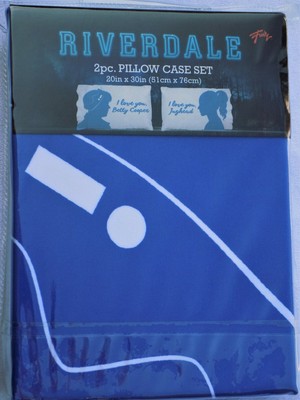 RIVERDALE
2pc. PILLOW CASE SET
20in x 30in (51cm x 76cm)
I love you,
Betty Cooper
I love you,
Jughead